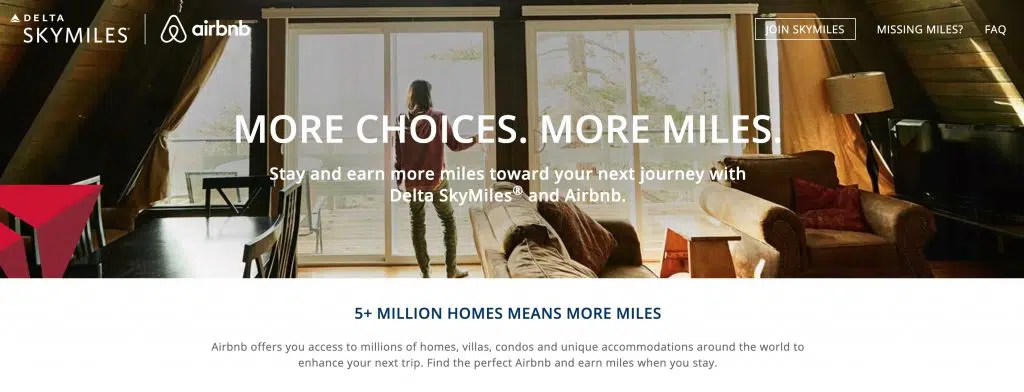 DELTA
SKYMILES®
airbnb
JOIN SKYMILES
MISSING MILES?
FAQ
MORE CHOICES. MORE MILES.
Stay and earn more miles toward your next journey with
Delta SkyMiles® and Airbnb.
5+ MILLION HOMES MEANS MORE MILES
Airbnb offers you access to millions of homes, villas, condos and unique accommodations around the world to
enhance your next trip. Find the perfect Airbnb and earn miles when you stay.